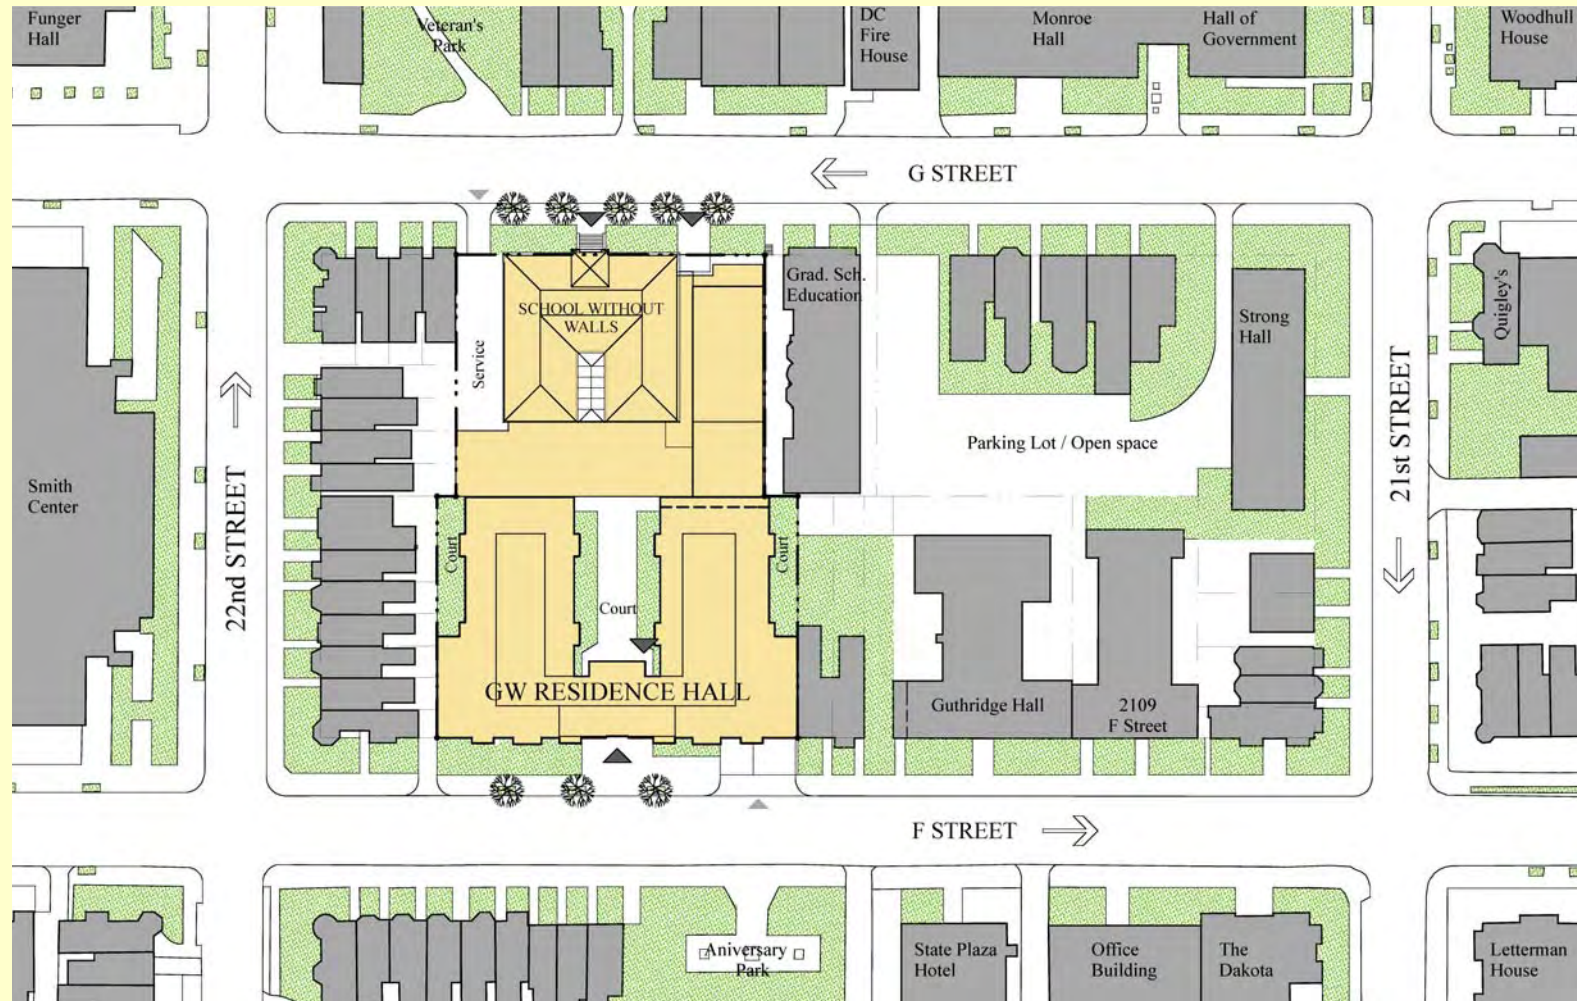 Funger
Hall
Veteran's
Park
DC
Fire
House
Monroe
Hall
Hall of
Government
Woodhull
House
G STREET
SCHOOL WITHOUT
WALLS
Service
Grad. Sch.
Education
Strong
Hall
Quigley's
Parking Lot / Open space
21st STREET
Smith
Center
22nd STREET
Court
Court
Court
GW RESIDENCE HALL
Guthridge Hall
2109
F Street
F STREET
Aniversary
Park
State Plaza
Hotel
Office
Building
The
Dakota
Letterman
House